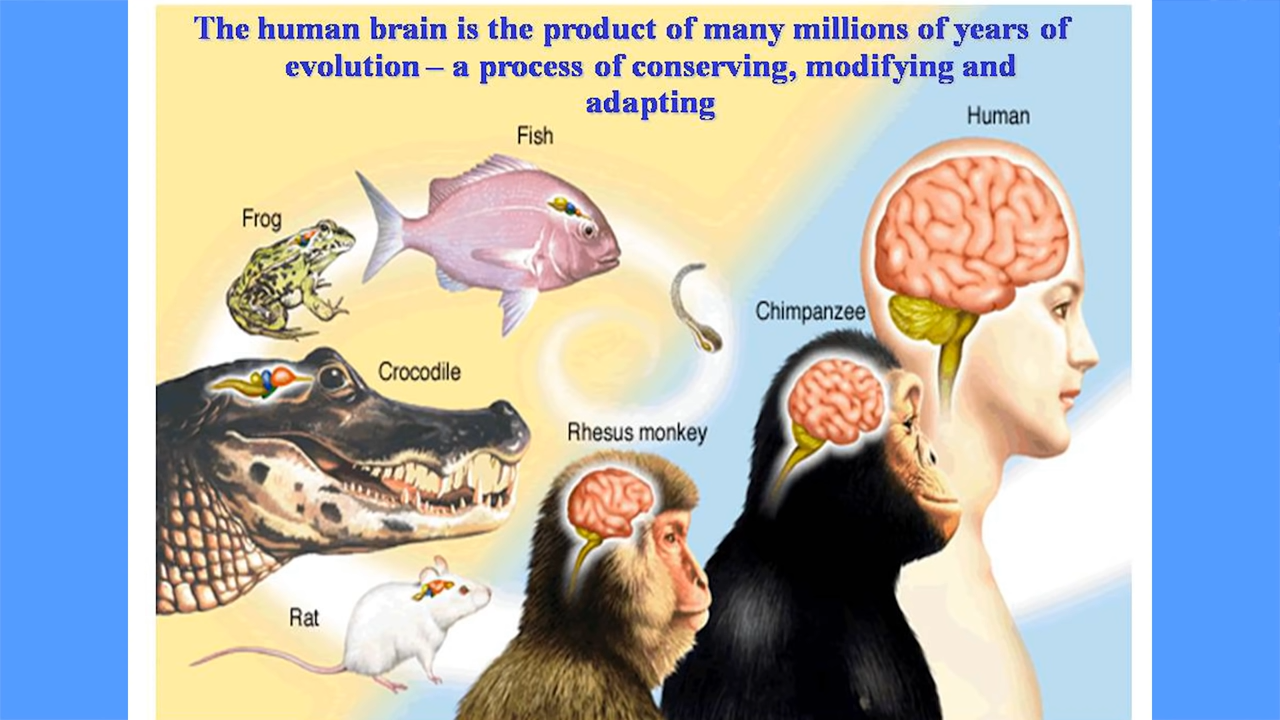 The human brain is the product of many millions of years of
evolution – a process of conserving, modifying and
adapting
Human
Fish
Frog
Chimpanzee
Crocodile
Rhesus monkey
Rat